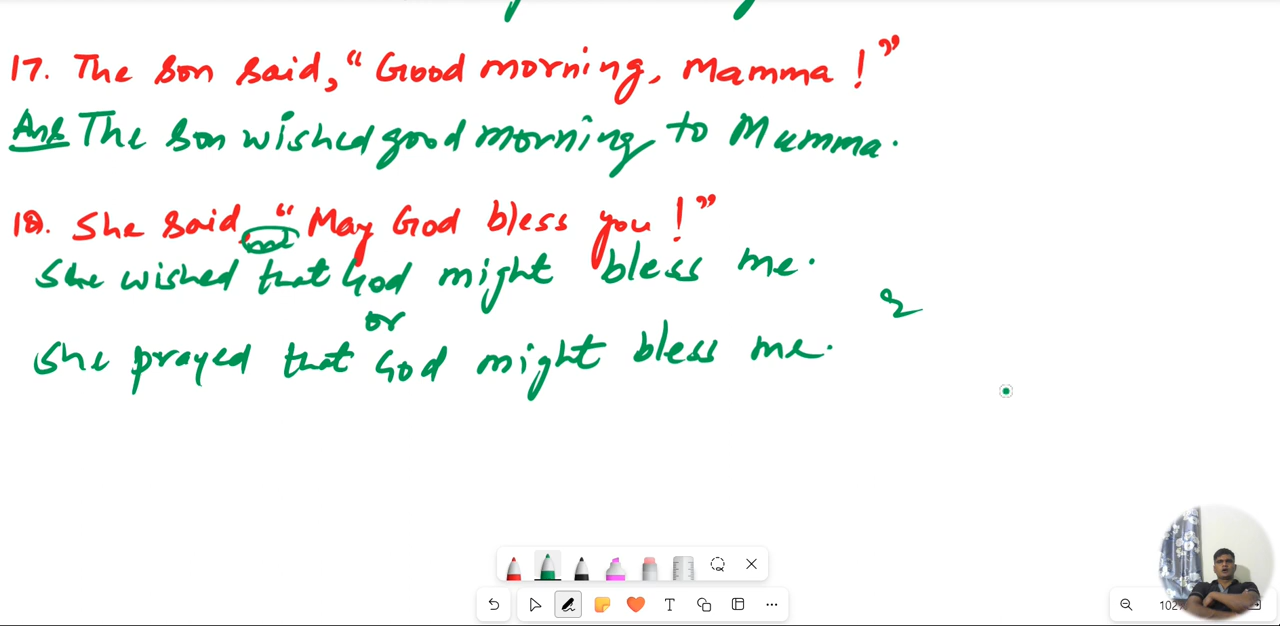 17. The son said, "Good morning, Mamma!"
Ans The son wished good morning to Mumma.
18. She said, "May God bless you!"
She wished that God might bless me.
or
She prayed that God might bless me.
T